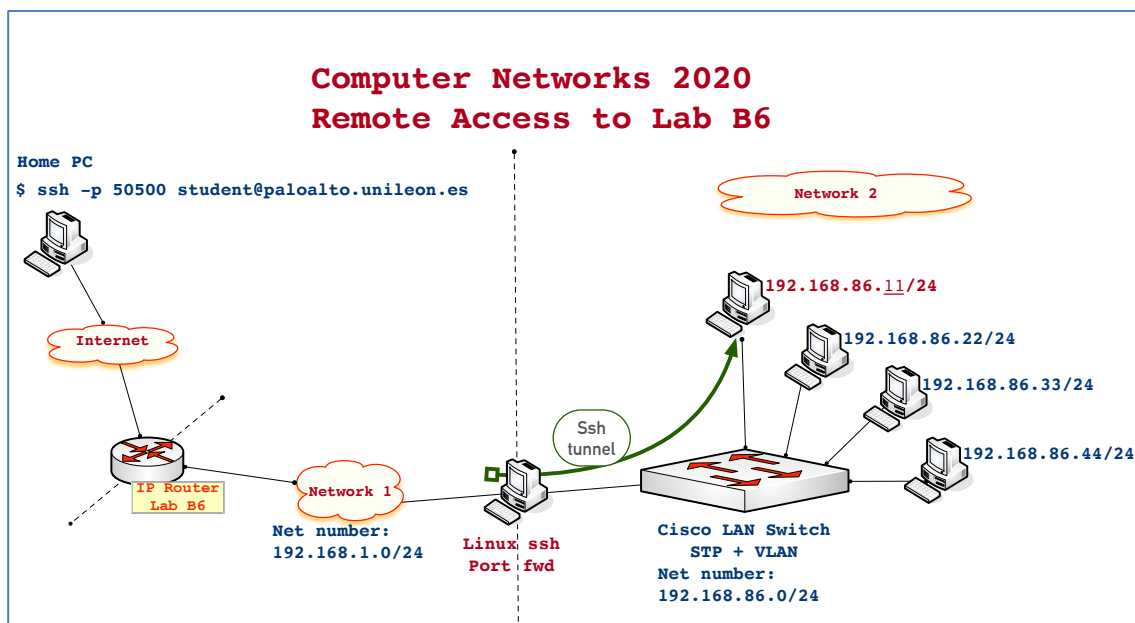 Computer Networks 2020
Remote Access to Lab B6
Home PC
$ ssh -p 50500 student@paloalto.unileon.es
Network 2
192.168.86.11/24
Internet
192.168.86.22/24
192.168.86.33/24
Ssh
tunnel
192.168.86.44/24
IP Router
Lab B6
Network 1
Net number:
192.168.1.0/24
Linux ssh
Port fwd
Cisco LAN Switch
STP + VLAN
Net number:
192.168.86.0/24